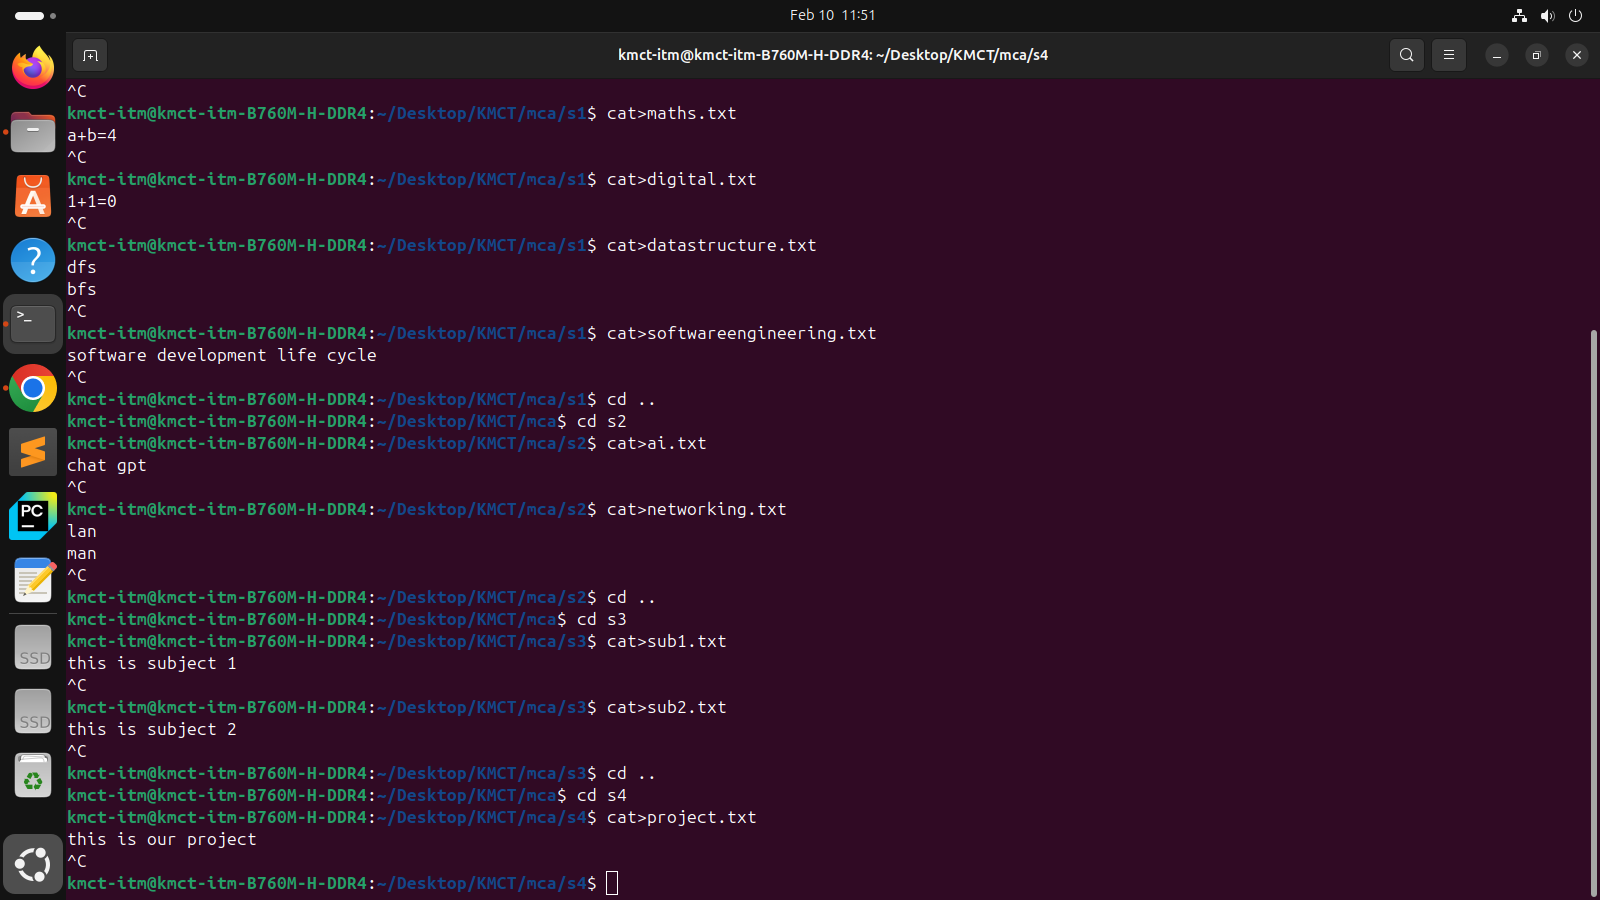 Feb 10 11:51
kmct-itm@kmct-itm-B760M-H-DDR4: ~/Desktop/KMCT/mca/s4
^C
kmct-itm@kmct-itm-B760M-H-DDR4:~/Desktop/KMCT/mca/s1$ cat>maths.txt
a+b=4
^C
kmct-itm@kmct-itm-B760M-H-DDR4:~/Desktop/KMCT/mca/s1$ cat>digital.txt
1+1=0
^C
kmct-itm@kmct-itm-B760M-H-DDR4:~/Desktop/KMCT/mca/s1$ cat>datastructure.txt
dfs
bfs
^C
kmct-itm@kmct-itm-B760M-H-DDR4:~/Desktop/KMCT/mca/s1$ cat>softwareengineering.txt
software development life cycle
^C
kmct-itm@kmct-itm-B760M-H-DDR4:~/Desktop/KMCT/mca/s1$ cd ..
kmct-itm@kmct-itm-B760M-H-DDR4:~/Desktop/KMCT/mca$ cd s2
kmct-itm@kmct-itm-B760M-H-DDR4:~/Desktop/KMCT/mca/s2$ cat>ai.txt
chat gpt
^C
kmct-itm@kmct-itm-B760M-H-DDR4:~/Desktop/KMCT/mca/s2$ cat>networking.txt
lan
man
^C
kmct-itm@kmct-itm-B760M-H-DDR4:~/Desktop/KMCT/mca/s2$ cd ..
kmct-itm@kmct-itm-B760M-H-DDR4:~/Desktop/KMCT/mca$ cd s3
kmct-itm@kmct-itm-B760M-H-DDR4:~/Desktop/KMCT/mca/s3$ cat>sub1.txt
this is subject 1
^C
kmct-itm@kmct-itm-B760M-H-DDR4:~/Desktop/KMCT/mca/s3$ cat>sub2.txt
this is subject 2
^C
kmct-itm@kmct-itm-B760M-H-DDR4:~/Desktop/KMCT/mca/s3$ cd ..
kmct-itm@kmct-itm-B760M-H-DDR4:~/Desktop/KMCT/mca$ cd s4
kmct-itm@kmct-itm-B760M-H-DDR4:~/Desktop/KMCT/mca/s4$ cat>project.txt
this is our project
^C
kmct-itm@kmct-itm-B760M-H-DDR4:~/Desktop/KMCT/mca/s4$
A
?
>_
PC
SSD
SSD